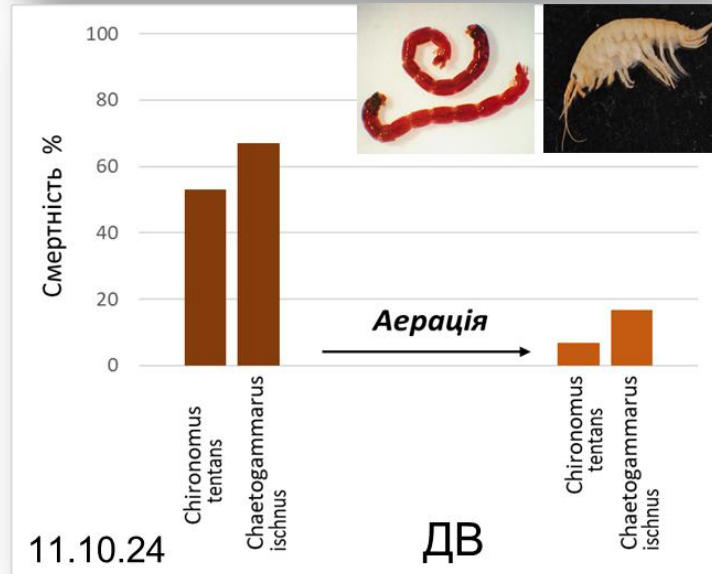 Смертність %
100
80
60
40
20
0
Аерація
Chironomus
tentans
Chaetogammarus
ischnus
Chironomus
tentans
Chaetogammarus
ischnus
11.10.24
ДВ